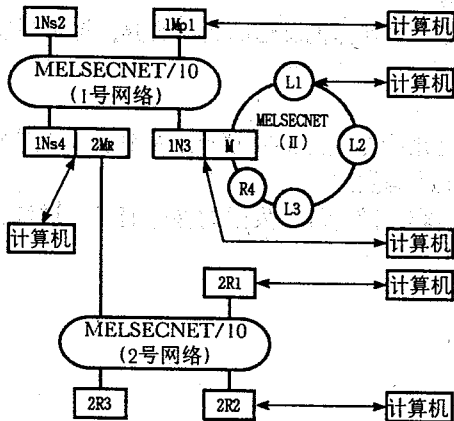 1Ns2
1Mp1
计算机
MELSECNET/10
(1号网络)
L1
计算机
MELSECNET
(Ⅱ)
L2
1Ns4
2MR
1N3
M
R4
L3
计算机
计算机
2R1
计算机
MELSECNET/10
(2号网络)
2R3
2R2
计算机